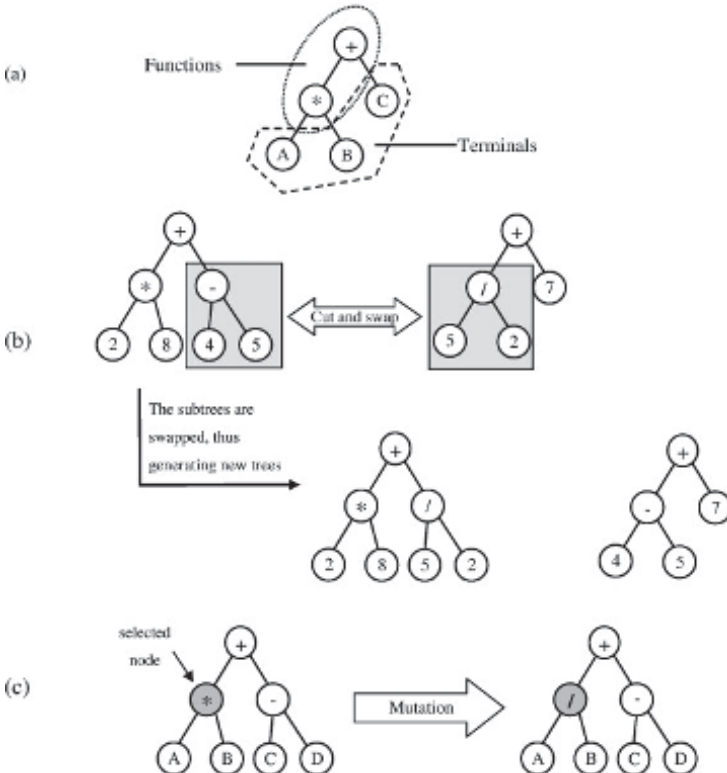 (a)
Functions
+
*
C
A
B
Terminals
(b)
+
*
-
2
8
4
5
Cut and swap
+
/
7
5
2
The subtrees are
swapped, thus
generating new trees
+
*
/
2
8
5
2
+
-
7
4
5
(c)
selected
node
+
*
-
A
B
C
D
Mutation
+
/
-
A
B
C
D